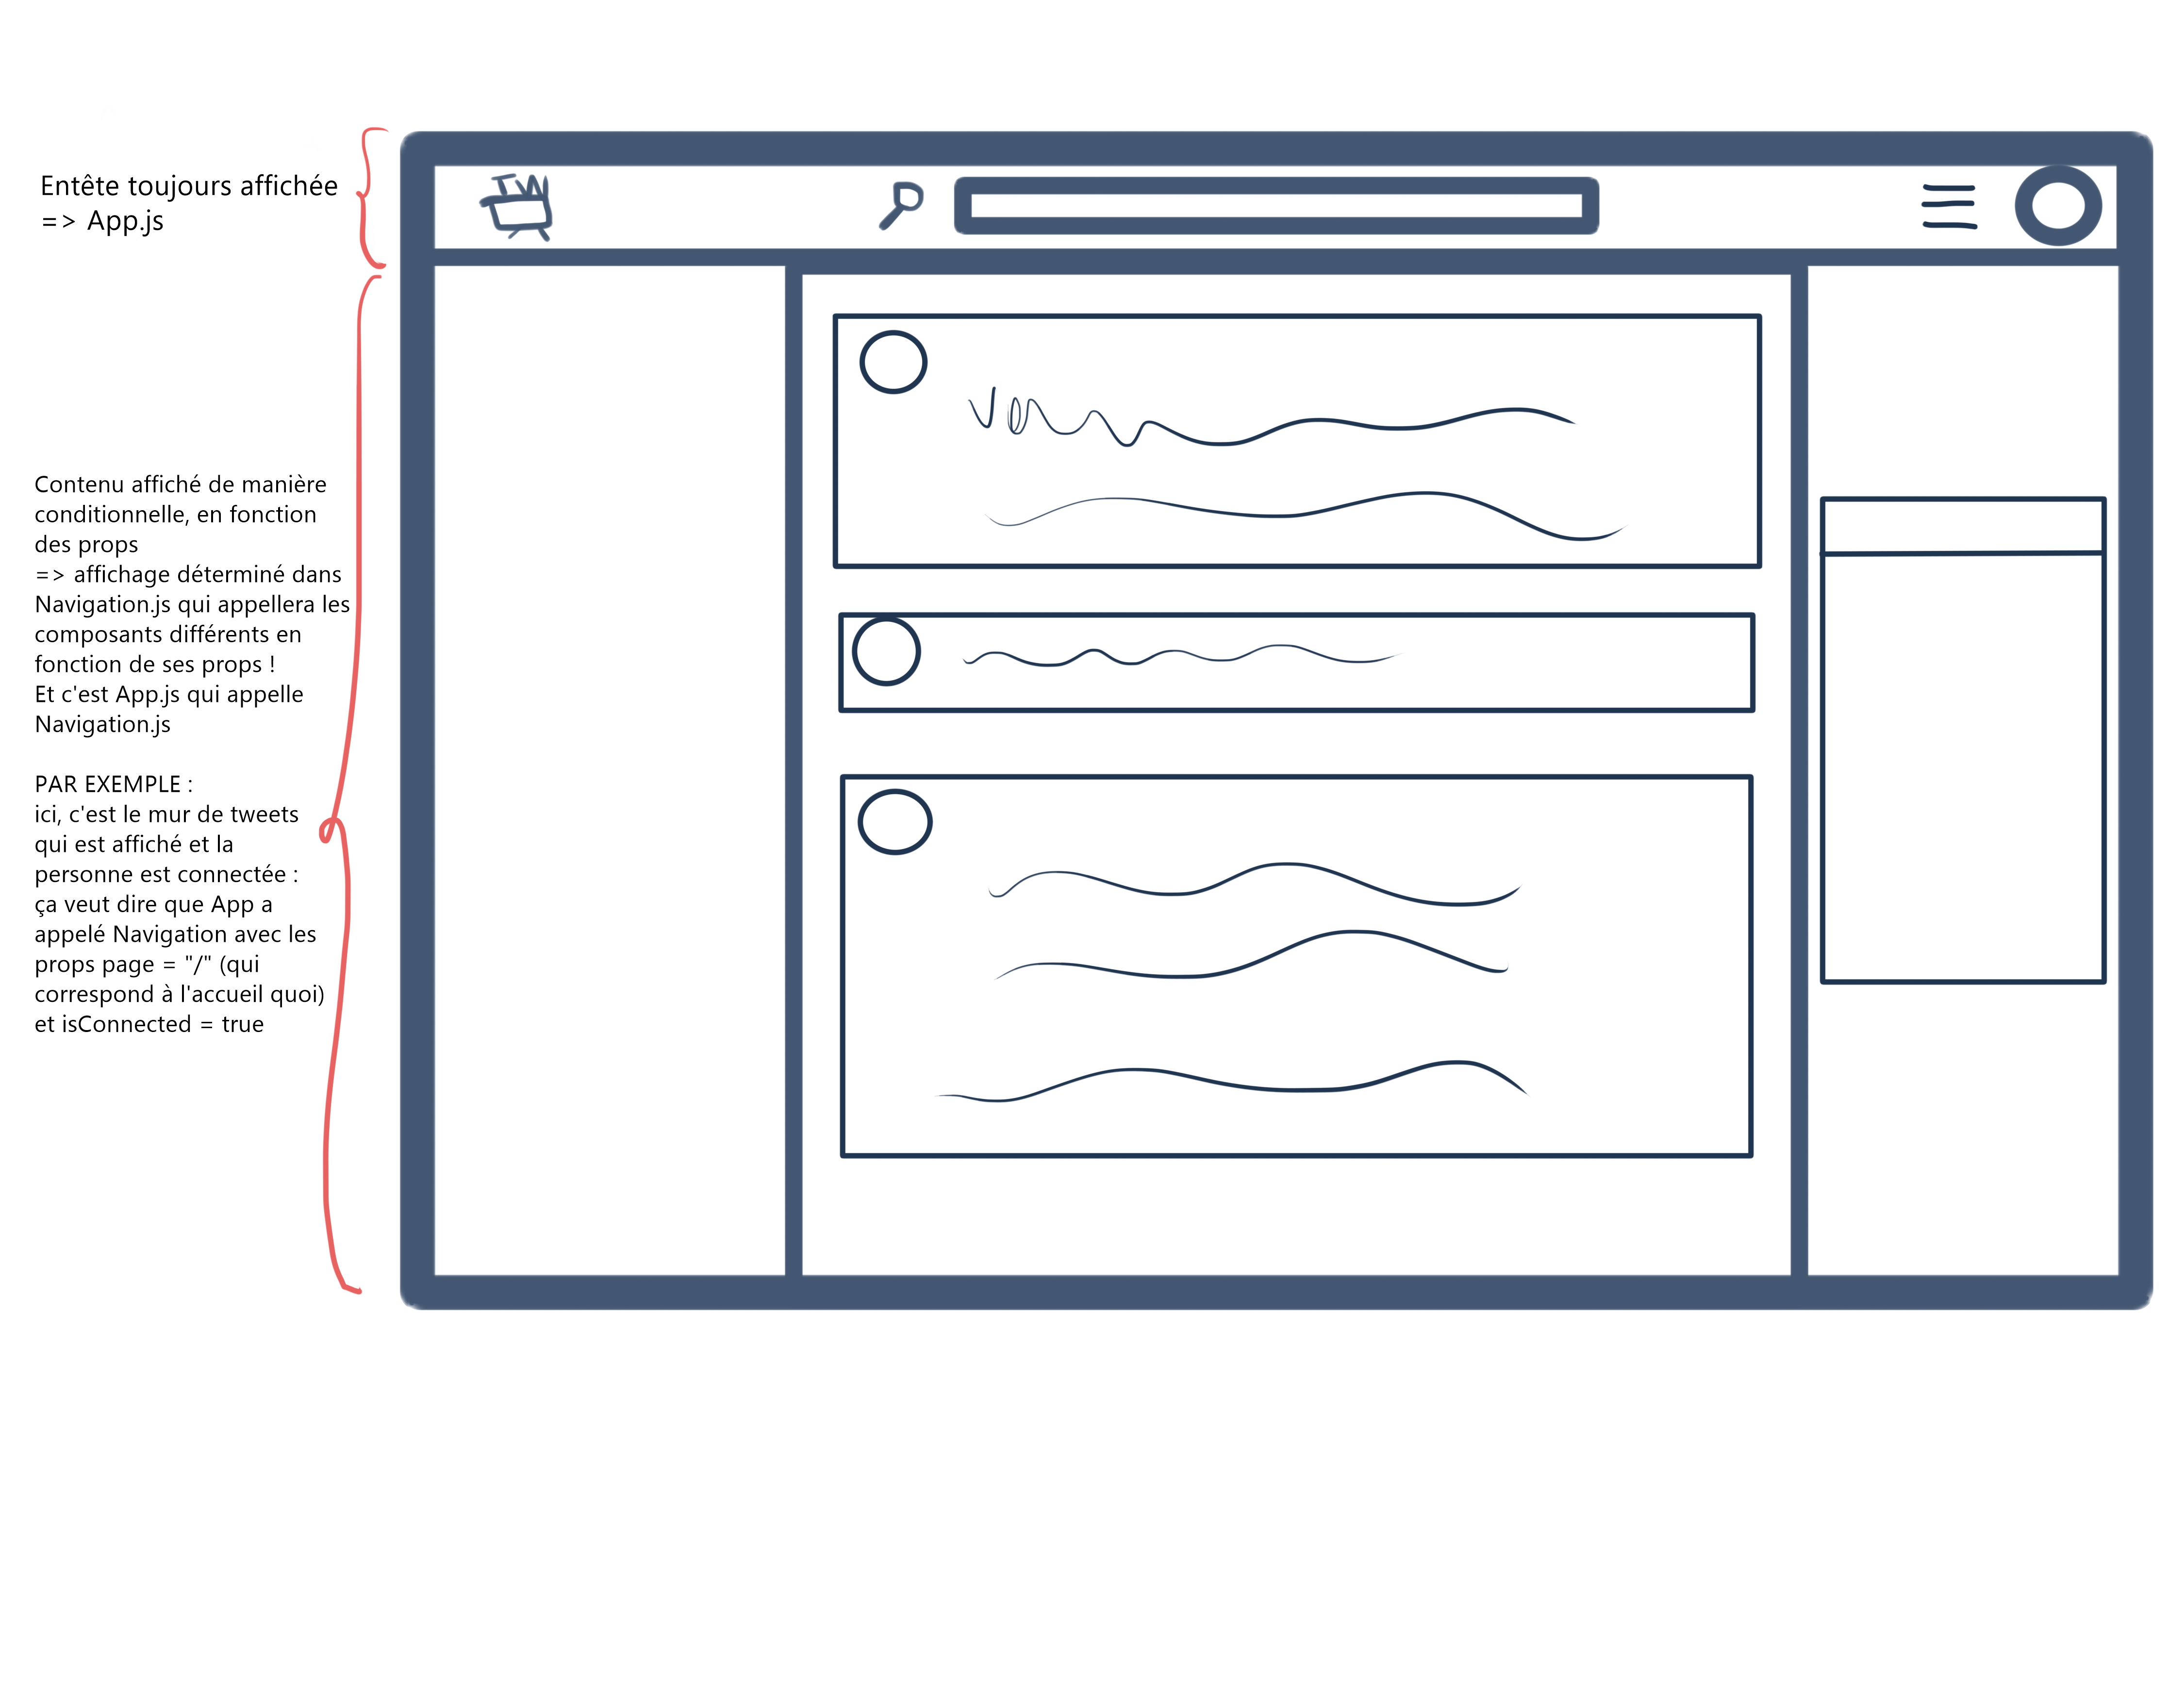 Entête toujours affichée
=> App.js
Contenu affiché de manière
conditionnelle, en fonction
des props
=> affichage déterminé dans
Navigation.js qui appellera les
composants différents en
fonction de ses props !
Et c'est App.js qui appelle
Navigation.js
PAR EXEMPLE :
ici, c'est le mur de tweets
qui est affiché et la
personne est connectée :
ça veut dire que App a
appelé Navigation avec les
props page = "/" (qui
correspond à l'accueil quoi)
et isConnected = true